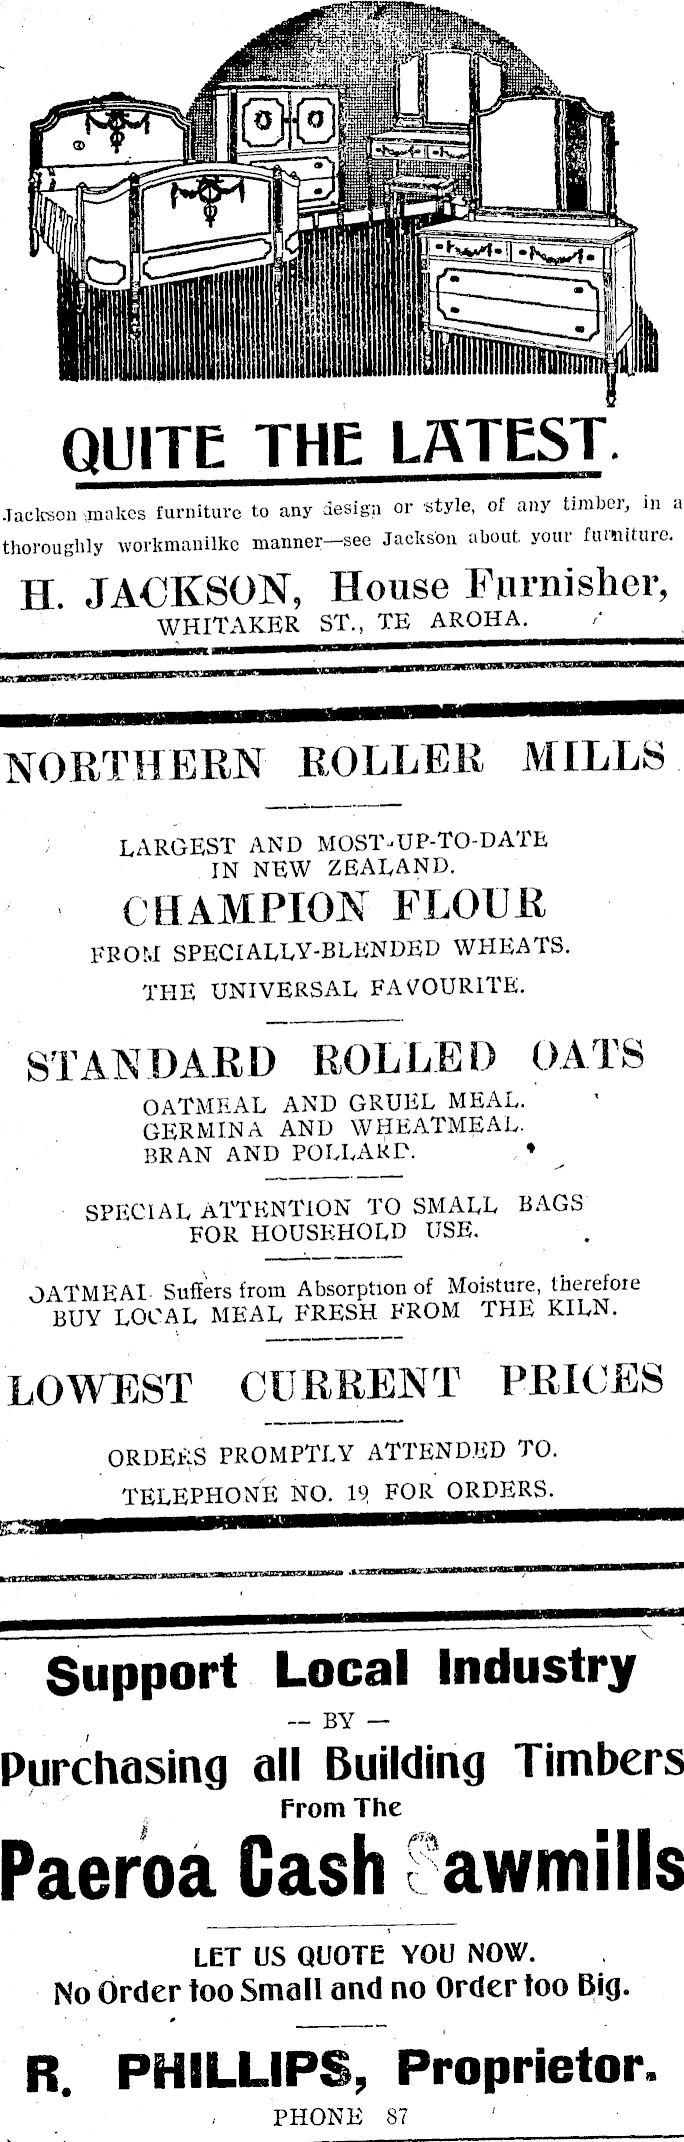 QUITE THE LATEST.
Jackson makes furniture to any design or style, of any timber, in a
thoroughly workmanilke manner—see Jackson about your furniture.
H. JACKSON, House Furnisher,
WHITAKER ST., TE AROHA.
NORTHERN ROLLER MILLS
LARGEST AND MOST-UP-TO-DATE
IN NEW ZEALAND.
CHAMPION FLOUR
FROM SPECIALLY-BLENDED WHEATS.
THE UNIVERSAL FAVOURITE.
STANDARD ROLLED OATS
OATMEAL AND GRUEL MEAL.
GERMINA AND WHEATMEAL.
BRAN AND POLLARD.
SPECIAL ATTENTION TO SMALL BAGS
FOR HOUSEHOLD USE.
OATMEAL Suffers from Absorption of Moisture, therefore
BUY LOCAL MEAL FRESH FROM THE KILN.
LOWEST CURRENT PRICES
ORDERS PROMPTLY ATTENDED TO.
TELEPHONE NO. 19 FOR ORDERS.
Support Local Industry
— BY —
Purchasing all Building Timbers
From The
Paeroa Cash Sawmills
LET US QUOTE YOU NOW.
No Order too Small and no Order too Big.
R. PHILLIPS, Proprietor.
PHONE 87